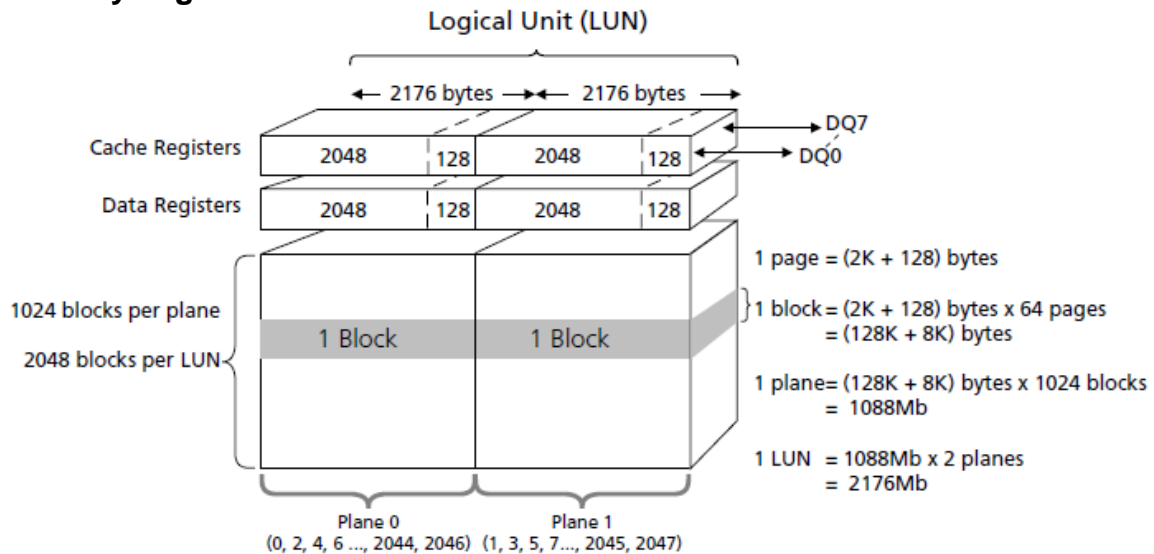 Logical Unit (LUN)
2176 bytes 2176 bytes
DQ7
Cache Registers 2048 128 2048 128 DQ0
Data Registers 2048 128 2048 128
1 page = (2K + 128) bytes
1024 blocks per plane
1 Block 1 Block
1 block = (2K + 128) bytes x 64 pages
= (128K + 8K) bytes
2048 blocks per LUN
1 plane= (128K + 8K) bytes x 1024 blocks
= 1088Mb
1 LUN = 1088Mb x 2 planes
= 2176Mb
Plane 0 Plane 1
(0, 2, 4, 6 ..., 2044, 2046) (1, 3, 5, 7..., 2045, 2047)